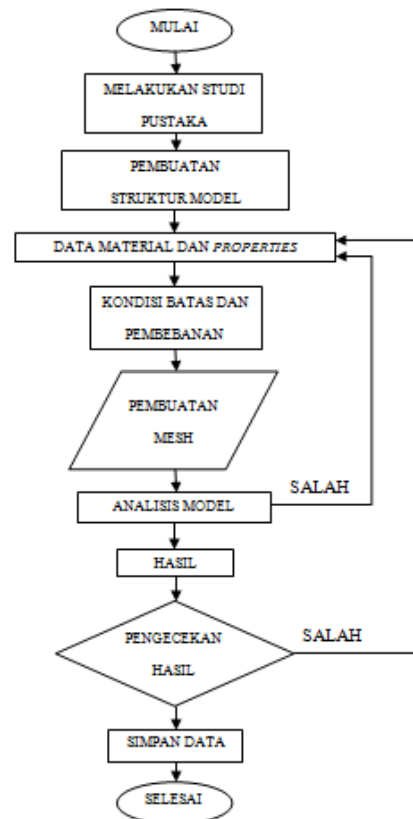 MULAI
MELAKUKAN STUDI
PUSTAKA
PEMBUATAN
STRUKTUR MODEL
DATA MATERIAL DAN PROPERTIES
KONDISI BATAS DAN
PEMBEBANAN
PEMBUATAN
MESH
ANALISIS MODEL
SALAH
HASIL
PENGECEKAN
HASIL
SALAH
SIMPAN DATA
SELESAI